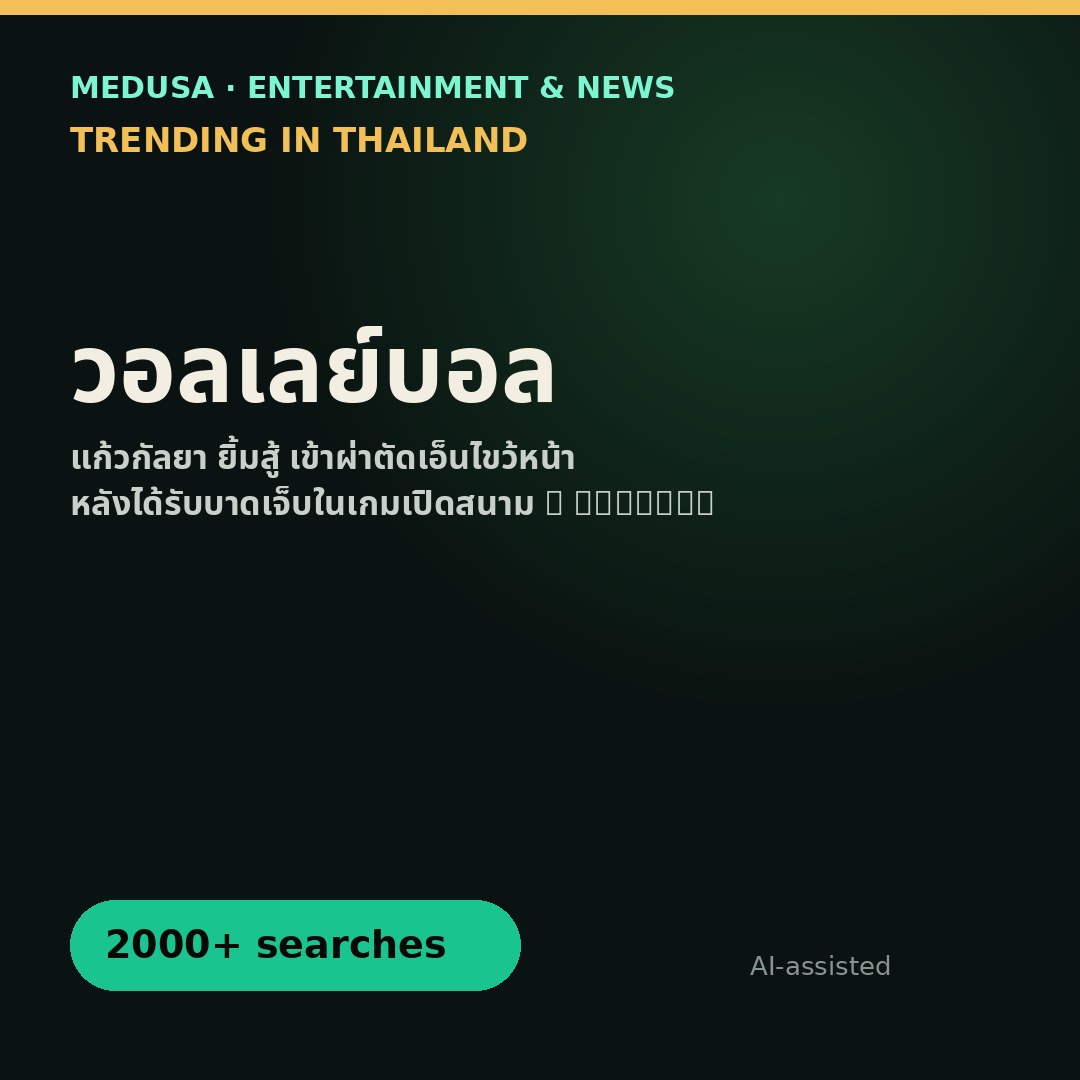 MEDUSA · ENTERTAINMENT & NEWS
TRENDING IN THAILAND
วอลเลย์บอล
แก้วกัลยา ยิ้มสู้ เข้าผ่าตัดเอ็นไขว้หน้า
หลังได้รับบาดเจ็บในเกมเปิดสนาม
2000+ searches
AI-assisted